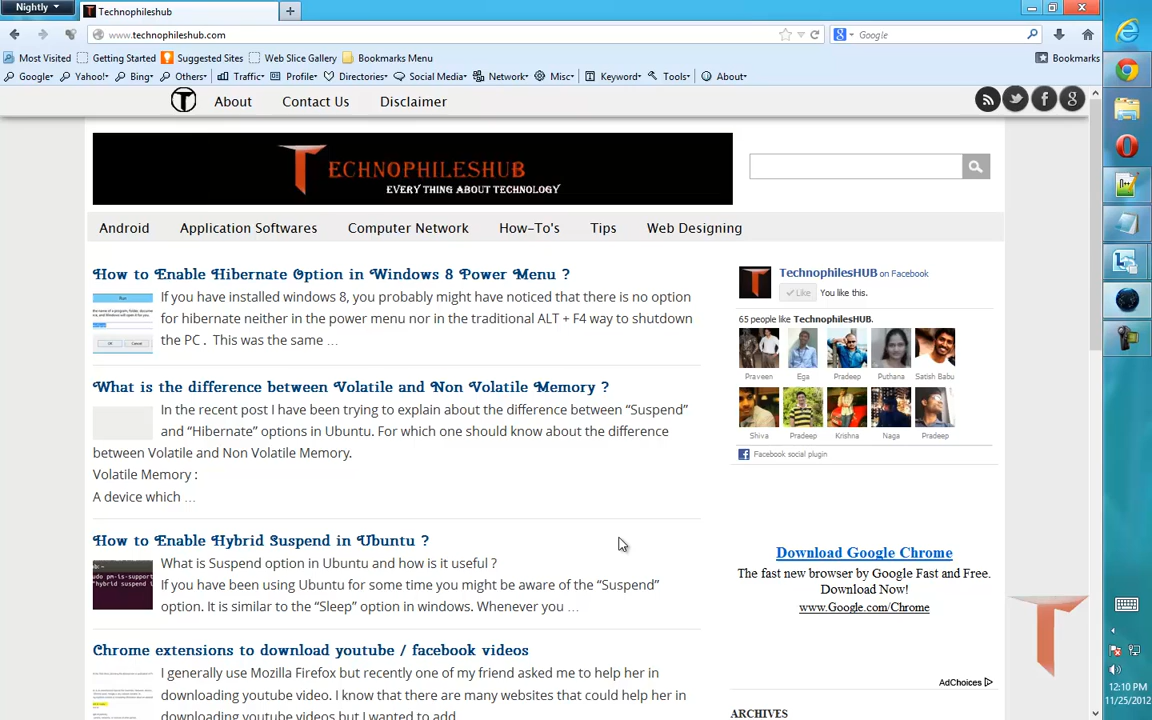 Nightly
Technophileshub
www.technophileshub.com
Google
Most Visited Getting Started Suggested Sites Web Slice Gallery Bookmarks Menu Bookmarks
Google Yahoo! Bing Others Traffic Profile Directories Social Media Network Misc Keyword Tools About
About Contact Us Disclaimer
TECHNOPHILESHUB
EVERY THING ABOUT TECHNOLOGY
Android Application Softwares Computer Network How-To's Tips Web Designing
How to Enable Hibernate Option in Windows 8 Power Menu ?
If you have installed windows 8, you probably might have noticed that there is no option
for hibernate neither in the power menu nor in the traditional ALT + F4 way to shutdown
the PC . This was the same …
What is the difference between Volatile and Non Volatile Memory ?
In the recent post I have been trying to explain about the difference between “Suspend”
and “Hibernate” options in Ubuntu. For which one should know about the difference
between Volatile and Non Volatile Memory.
Volatile Memory :
A device which …
How to Enable Hybrid Suspend in Ubuntu ?
What is Suspend option in Ubuntu and how is it useful ?
If you have been using Ubuntu for some time you might be aware of the “Suspend”
option. It is similar to the “Sleep” option in windows. Whenever you …
Chrome extensions to download youtube / facebook videos
I generally use Mozilla Firefox but recently one of my friend asked me to help her in
downloading youtube video. I know that there are many websites that could help her in
downloading youtube videos but I wanted to add
TechnophilesHUB on Facebook
Like You like this.
65 people like TechnophilesHUB.
Praveen Ega Pradeep Puthana Satish Babu
Shiva Pradeep Krishna Naga Pradeep
Facebook social plugin
Download Google Chrome
The fast new browser by Google Fast and Free.
Download Now!
www.Google.com/Chrome
AdChoices
ARCHIVES
12:10 PM
11/25/2012